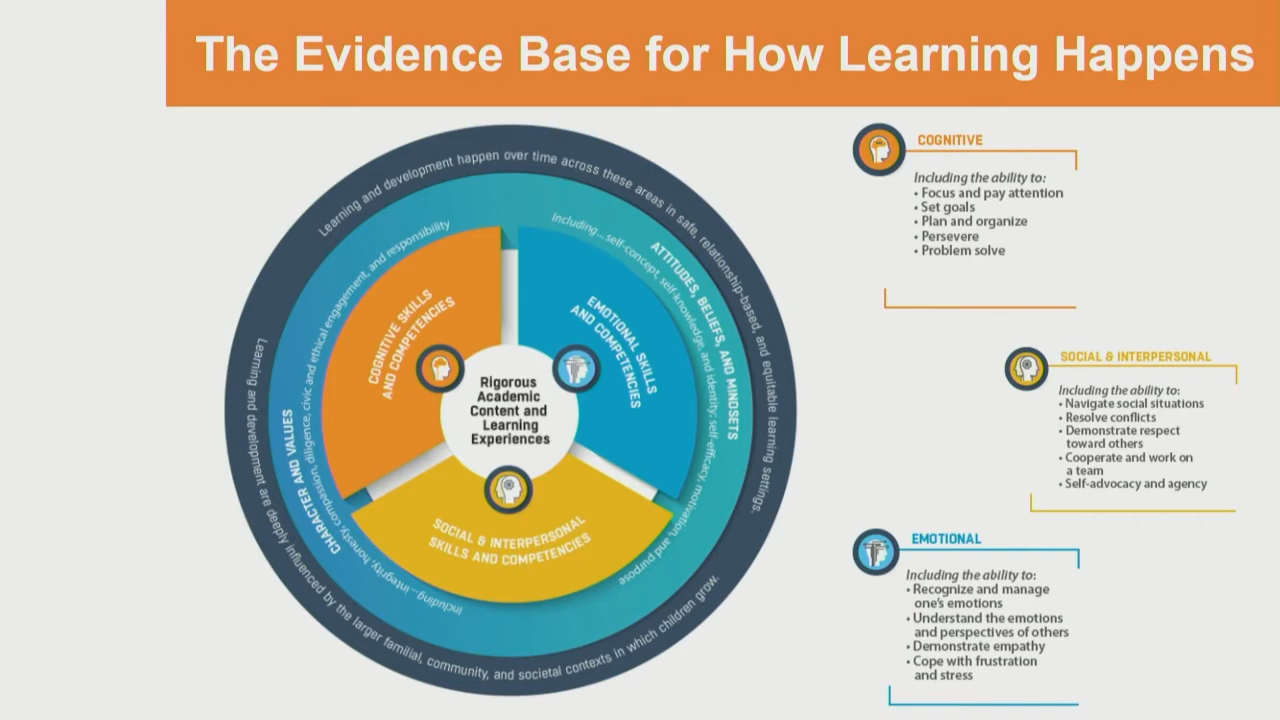 The Evidence Base for How Learning Happens
Learning and development happen over time across these areas in safe, relationship-based, and equitable learning settings.
Learning and development are deeply influenced by the larger familial, community, and societal contexts in which children grow.
CHARACTER AND VALUES
Including...integrity, honesty, compassion, diligence, civic and ethical engagement, and responsibility
ATTITUDES, BELIEFS, AND MINDSETS
Including...self-concept, self-knowledge, and identity; self-efficacy, motivation, and purpose
COGNITIVE SKILLS
AND COMPETENCIES
EMOTIONAL SKILLS
AND COMPETENCIES
Rigorous
Academic
Content and
Learning
Experiences
SOCIAL & INTERPERSONAL
SKILLS AND COMPETENCIES
COGNITIVE
Including the ability to:
• Focus and pay attention
• Set goals
• Plan and organize
• Persevere
• Problem solve
SOCIAL & INTERPERSONAL
Including the ability to:
• Navigate social situations
• Resolve conflicts
• Demonstrate respect
toward others
• Cooperate and work on
a team
• Self-advocacy and agency
EMOTIONAL
Including the ability to:
• Recognize and manage
one's emotions
• Understand the emotions
and perspectives of others
• Demonstrate empathy
• Cope with frustration
and stress